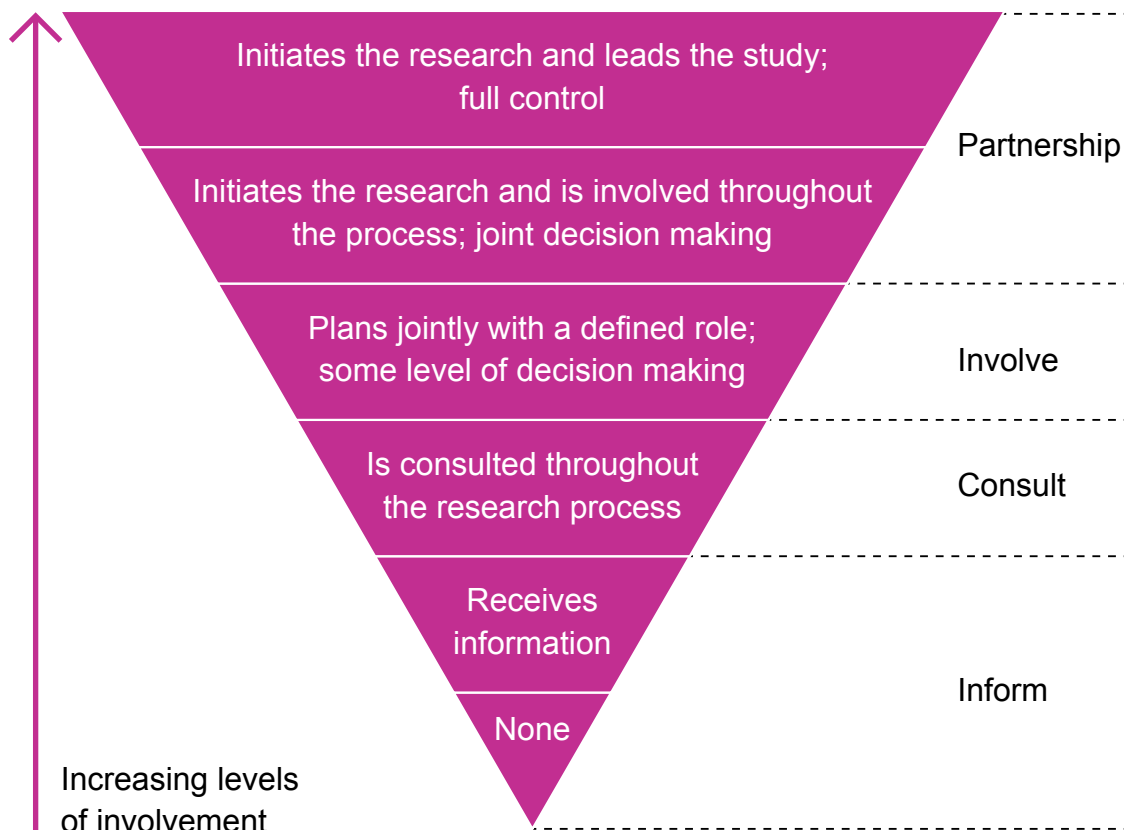 Initiates the research and leads the study;
full control
Partnership
Initiates the research and is involved throughout
the process; joint decision making
Plans jointly with a defined role;
some level of decision making
Involve
Is consulted throughout
the research process
Consult
Receives
information
Inform
None
Increasing levels
of involvement